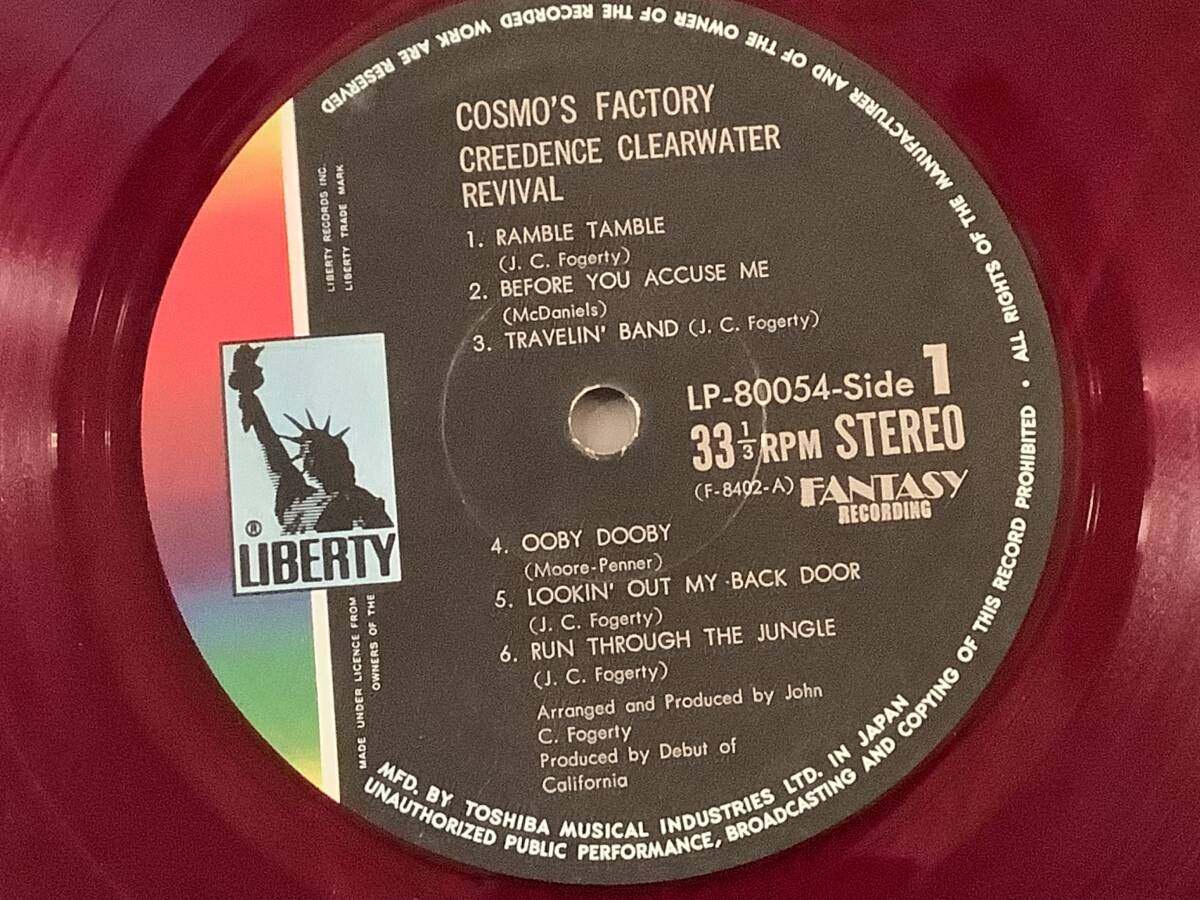 COSMO'S FACTORY
CREEDENCE CLEARWATER
REVIVAL
1. RAMBLE TAMBLE
(J. C. Fogerty)
2. BEFORE YOU ACCUSE ME
(McDaniels)
3. TRAVELIN' BAND (J. C. Fogerty)
LP-80054-Side 1
33 1/3 RPM STEREO
(F-8402-A) FANTASY
RECORDING
4. OOBY DOOBY
(Moore-Penner)
5. LOOKIN' OUT MY BACK DOOR
(J. C. Fogerty)
6. RUN THROUGH THE JUNGLE
(J. C. Fogerty)
Arranged and Produced by John
C. Fogerty
Produced by Debut of
California
LIBERTY RECORDS INC.
LIBERTY TRADE MARK
®
LIBERTY
MADE UNDER LICENCE FROM
OWNERS OF THE
MFD. BY TOSHIBA MUSICAL INDUSTRIES LTD. IN JAPAN
UNAUTHORIZED PUBLIC PERFORMANCE, BROADCASTING AND COPYING OF THIS RECORD PROHIBITED • ALL RIGHTS OF THE MANUFACTURER AND OF THE OWNER OF THE RECORDED WORK ARE RESERVED